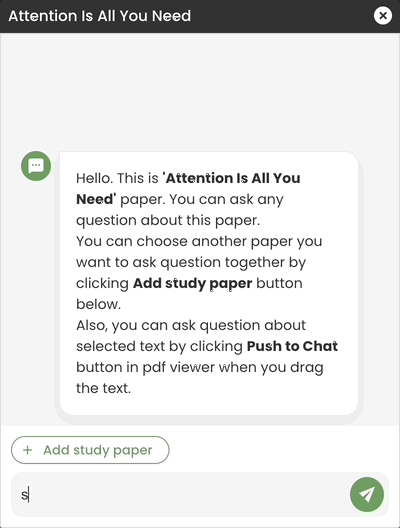 Attention Is All You Need
Hello. This is 'Attention Is All You
Need' paper. You can ask any
question about this paper.
You can choose another paper you
want to ask question together by
clicking Add study paper button
below.
Also, you can ask question about
selected text by clicking Push to Chat
button in pdf viewer when you drag
the text.
+ Add study paper
s